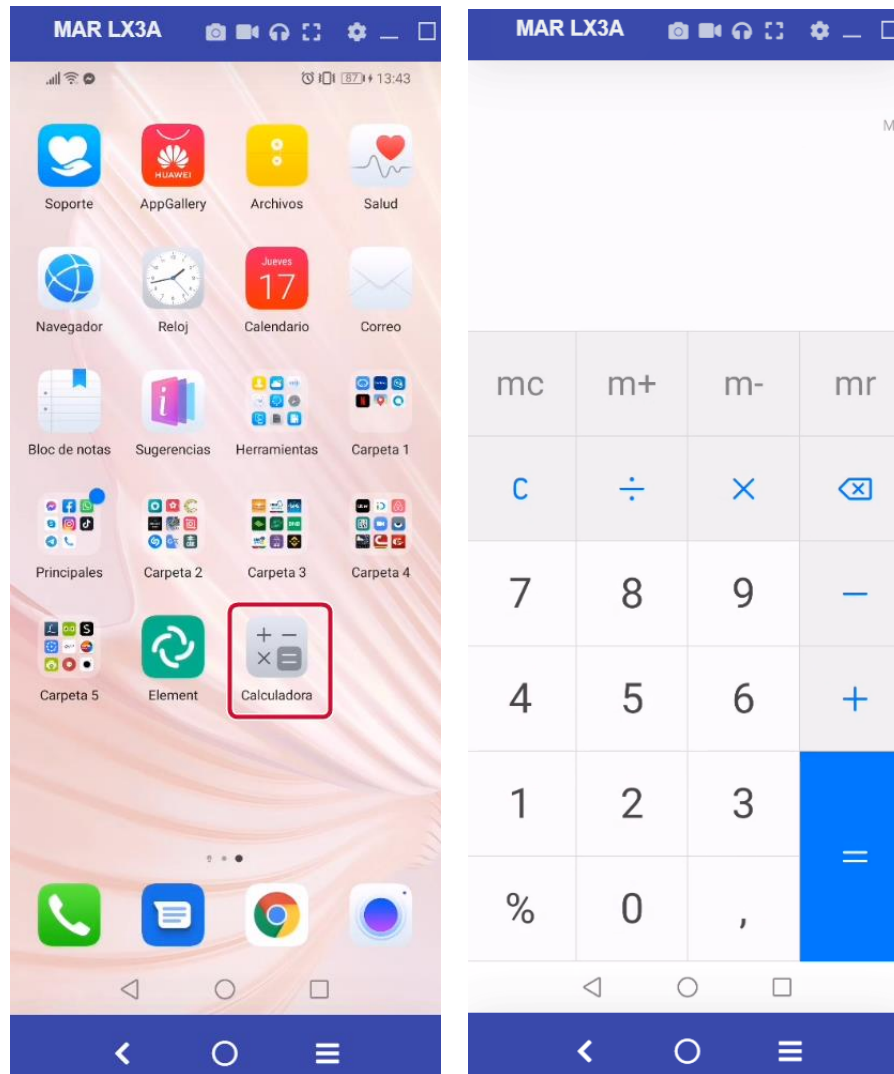 MAR LX3A
87 13:43
HUAWEI
Soporte AppGallery Archivos Salud
Jueves
17
Navegador Reloj Calendario Correo
Bloc de notas Sugerencias Herramientas Carpeta 1
Principales Carpeta 2 Carpeta 3 Carpeta 4
+ −
× =
Carpeta 5 Element Calculadora
MAR LX3A
M
mc m+ m- mr
C ÷ ×
7 8 9 −
4 5 6 +
1 2 3
=
% 0 ,